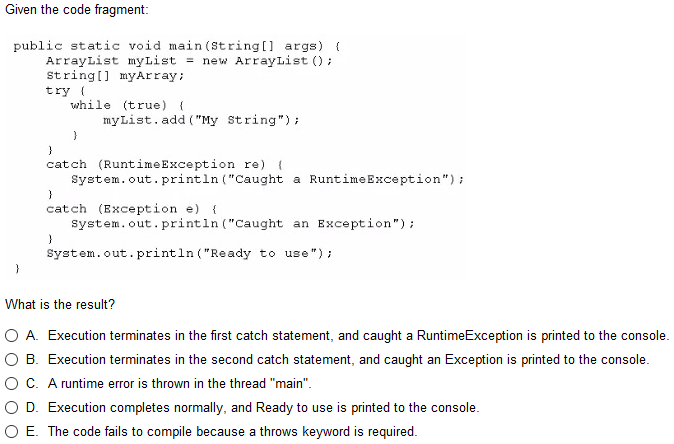 Given the code fragment:
public static void main(String[] args) {
ArrayList myList = new ArrayList();
String[] myArray;
try {
while (true) {
myList.add("My String");
}
}
catch (RuntimeException re) {
System.out.println("Caught a RuntimeException");
}
catch (Exception e) {
System.out.println("Caught an Exception");
}
System.out.println("Ready to use");
}
What is the result?
A. Execution terminates in the first catch statement, and caught a RuntimeException is printed to the console.
B. Execution terminates in the second catch statement, and caught an Exception is printed to the console.
C. A runtime error is thrown in the thread "main".
D. Execution completes normally, and Ready to use is printed to the console.
E. The code fails to compile because a throws keyword is required.